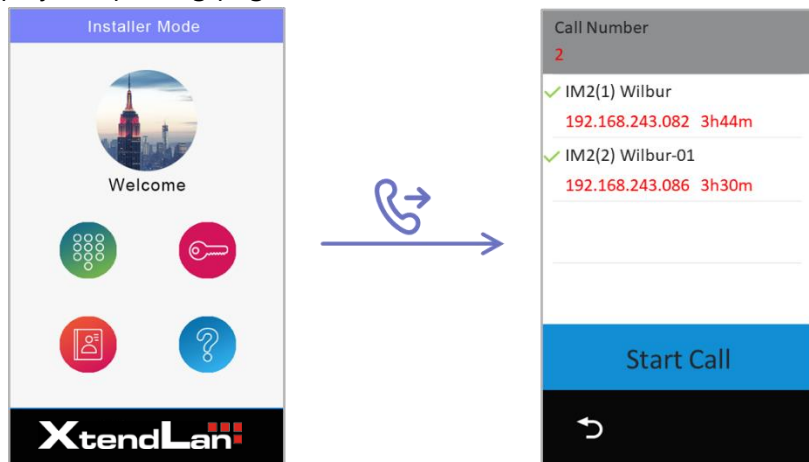 Installer Mode
Welcome
XtendLan
Call Number
2
IM2(1) Wilbur
192.168.243.082 3h44m
IM2(2) Wilbur-01
192.168.243.086 3h30m
Start Call